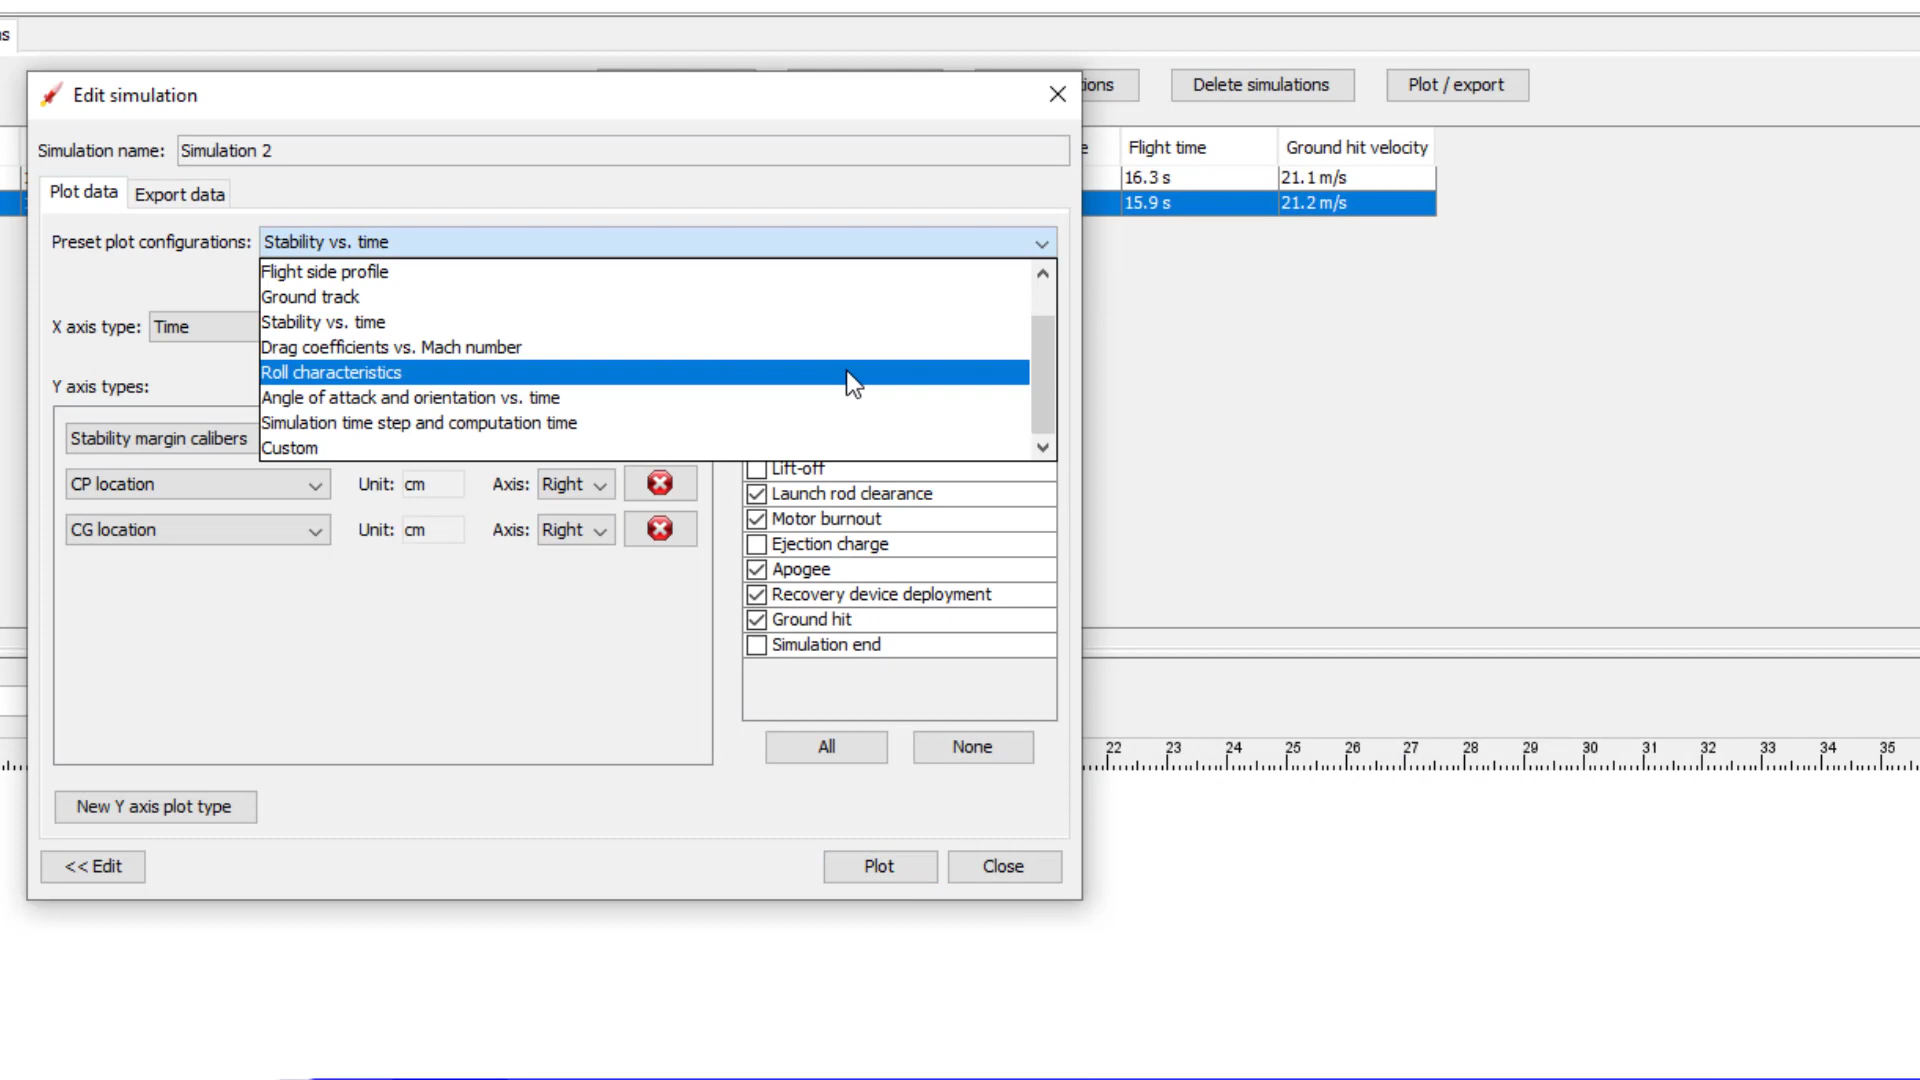 ns
Edit simulation
ions
Delete simulations
Plot / export
Simulation name: Simulation 2
e
Flight time
Ground hit velocity
16.3 s
21.1 m/s
15.9 s
21.2 m/s
Plot data
Export data
Preset plot configurations: Stability vs. time
Flight side profile
Ground track
Stability vs. time
Drag coefficients vs. Mach number
Roll characteristics
Angle of attack and orientation vs. time
Simulation time step and computation time
Custom
X axis type: Time
Y axis types:
Stability margin calibers
CP location
Unit: cm
Axis: Right
CG location
Unit: cm
Axis: Right
Lift-off
Launch rod clearance
Motor burnout
Ejection charge
Apogee
Recovery device deployment
Ground hit
Simulation end
All
None
22 23 24 25 26 27 28 29 30 31 32 33 34 35
New Y axis plot type
<< Edit
Plot
Close